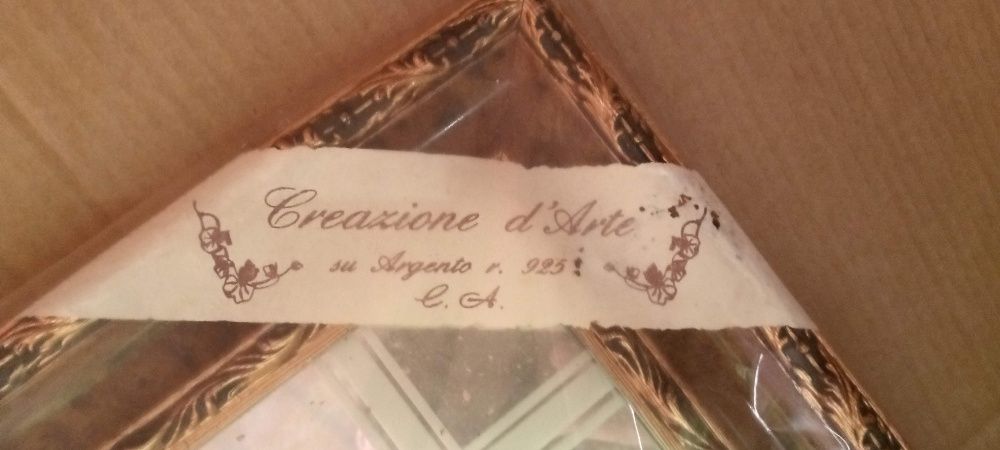 Creazione d'Arte
su Argento r. 925
C. A.